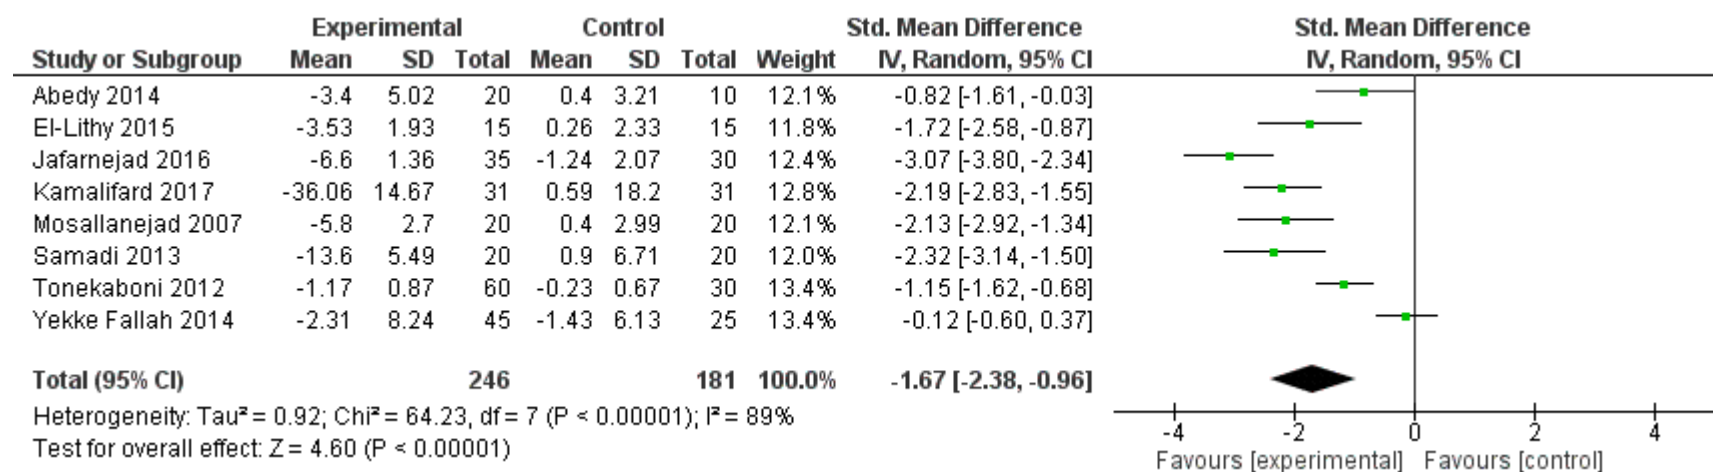 Experimental Control Std. Mean Difference Std. Mean Difference
Study or Subgroup Mean SD Total Mean SD Total Weight IV, Random, 95% CI IV, Random, 95% CI
Abedy 2014 -3.4 5.02 20 0.4 3.21 10 12.1% -0.82 [-1.61, -0.03]
El-Lithy 2015 -3.53 1.93 15 0.26 2.33 15 11.8% -1.72 [-2.58, -0.87]
Jafarnejad 2016 -6.6 1.36 35 -1.24 2.07 30 12.4% -3.07 [-3.80, -2.34]
Kamalifard 2017 -36.06 14.67 31 0.59 18.2 31 12.8% -2.19 [-2.83, -1.55]
Mosallanejad 2007 -5.8 2.7 20 0.4 2.99 20 12.1% -2.13 [-2.92, -1.34]
Samadi 2013 -13.6 5.49 20 0.9 6.71 20 12.0% -2.32 [-3.14, -1.50]
Tonekaboni 2012 -1.17 0.87 60 -0.23 0.67 30 13.4% -1.15 [-1.62, -0.68]
Yekke Fallah 2014 -2.31 8.24 45 -1.43 6.13 25 13.4% -0.12 [-0.60, 0.37]
Total (95% CI) 246 181 100.0% -1.67 [-2.38, -0.96]
Heterogeneity: Tau² = 0.92; Chi² = 64.23, df = 7 (P < 0.00001); I² = 89%
Test for overall effect: Z = 4.60 (P < 0.00001)
-4 -2 0 2 4
Favours [experimental] Favours [control]